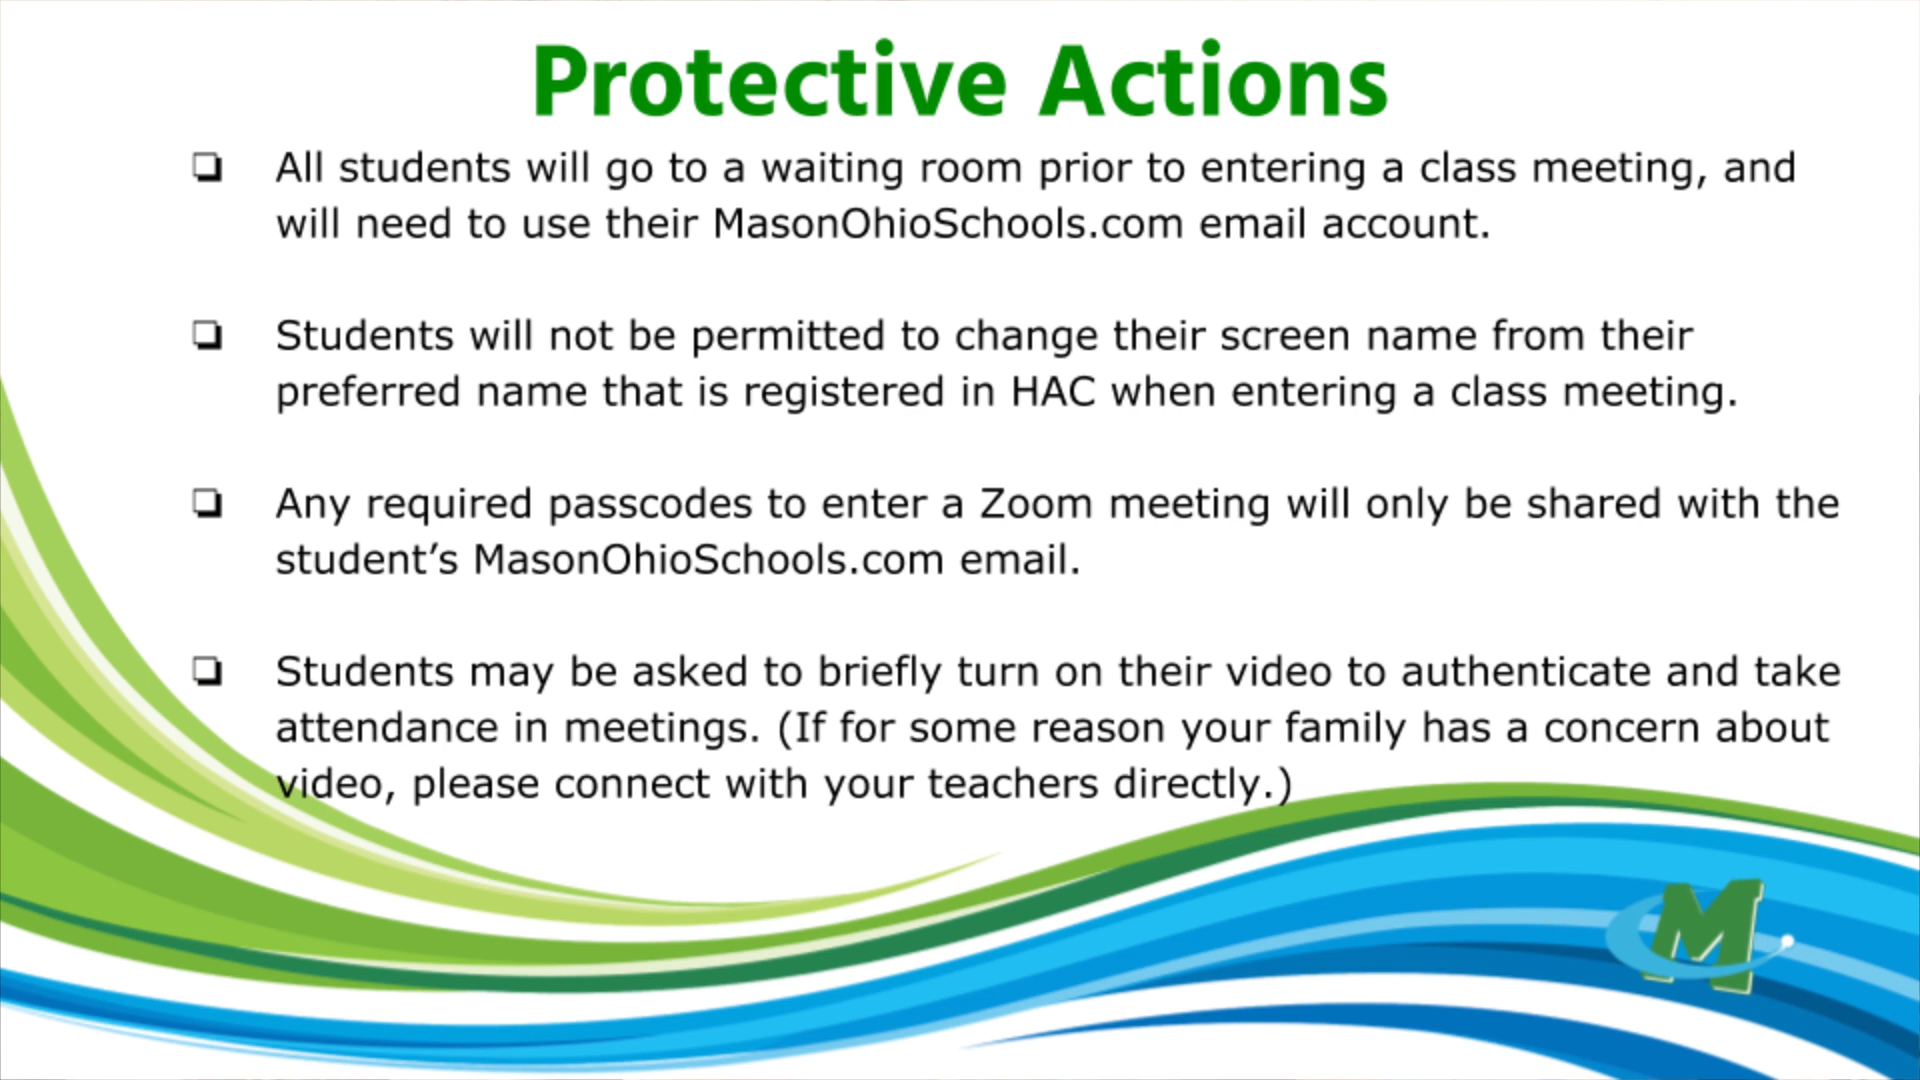 Protective Actions
❏ All students will go to a waiting room prior to entering a class meeting, and
will need to use their MasonOhioSchools.com email account.
❏ Students will not be permitted to change their screen name from their
preferred name that is registered in HAC when entering a class meeting.
❏ Any required passcodes to enter a Zoom meeting will only be shared with the
student’s MasonOhioSchools.com email.
❏ Students may be asked to briefly turn on their video to authenticate and take
attendance in meetings. (If for some reason your family has a concern about
video, please connect with your teachers directly.)
M